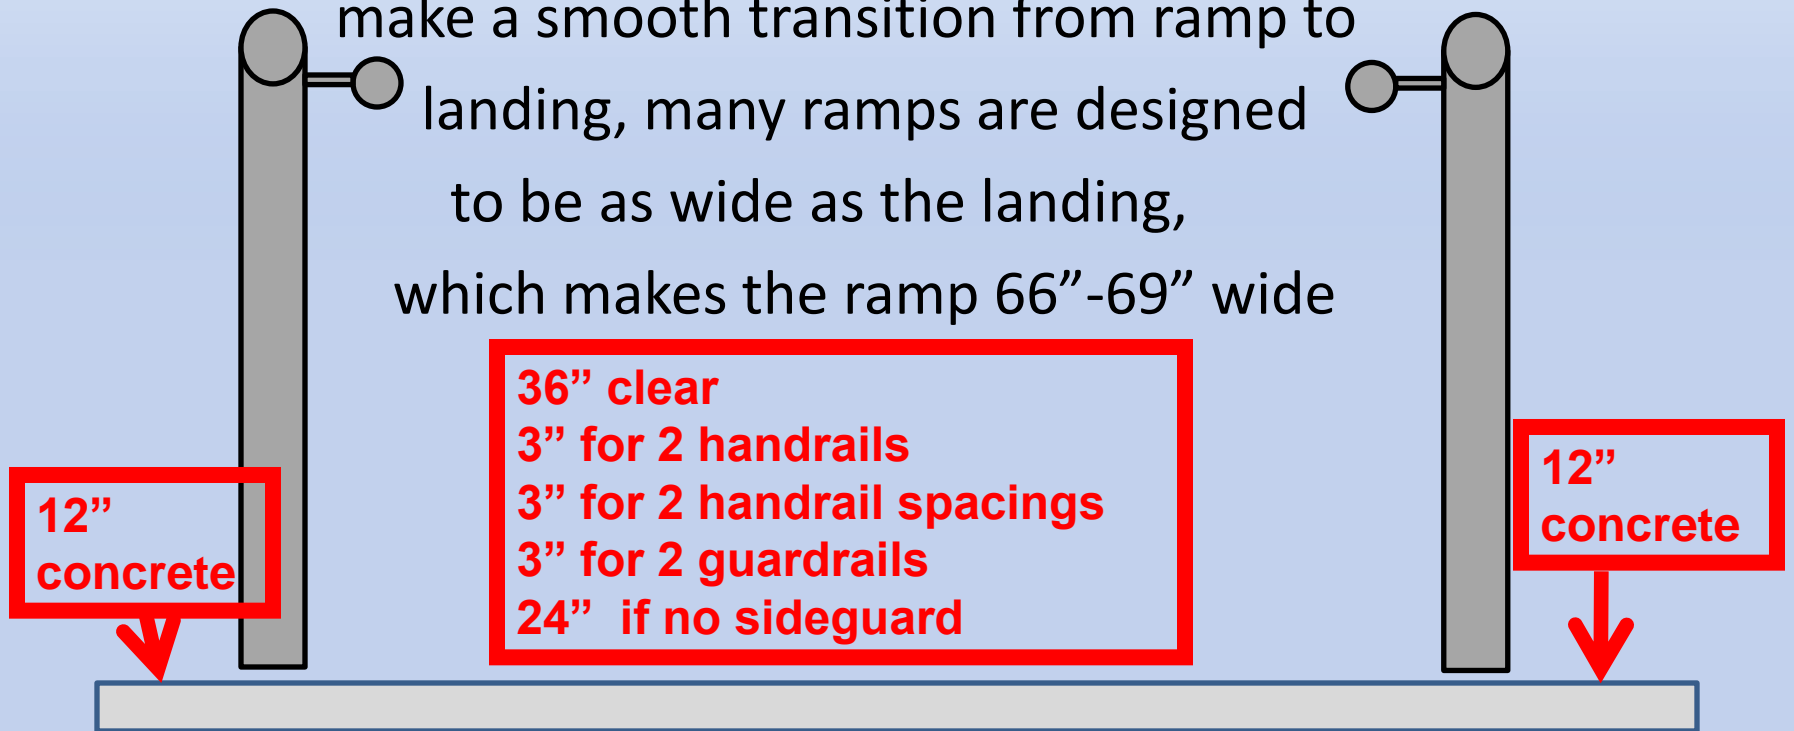 make a smooth transition from ramp to
landing, many ramps are designed
to be as wide as the landing,
which makes the ramp 66”-69” wide
36” clear
3” for 2 handrails
3” for 2 handrail spacings
3” for 2 guardrails
24”  if no sideguard
12”
concrete
12”
concrete